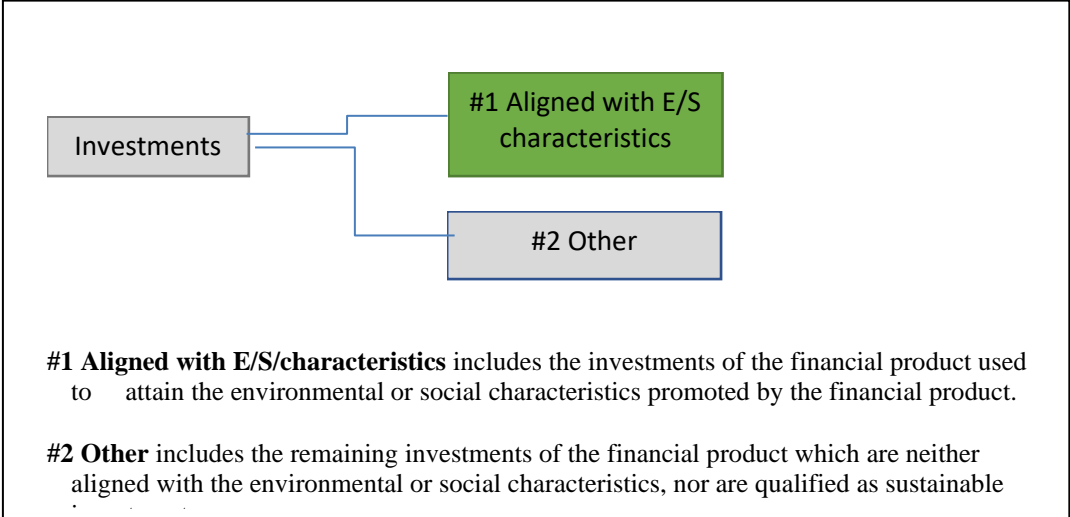 #1 Aligned with E/S
characteristics
Investments
#2 Other
#1 Aligned with E/S/characteristics includes the investments of the financial product used
to attain the environmental or social characteristics promoted by the financial product.
#2 Other includes the remaining investments of the financial product which are neither
aligned with the environmental or social characteristics, nor are qualified as sustainable